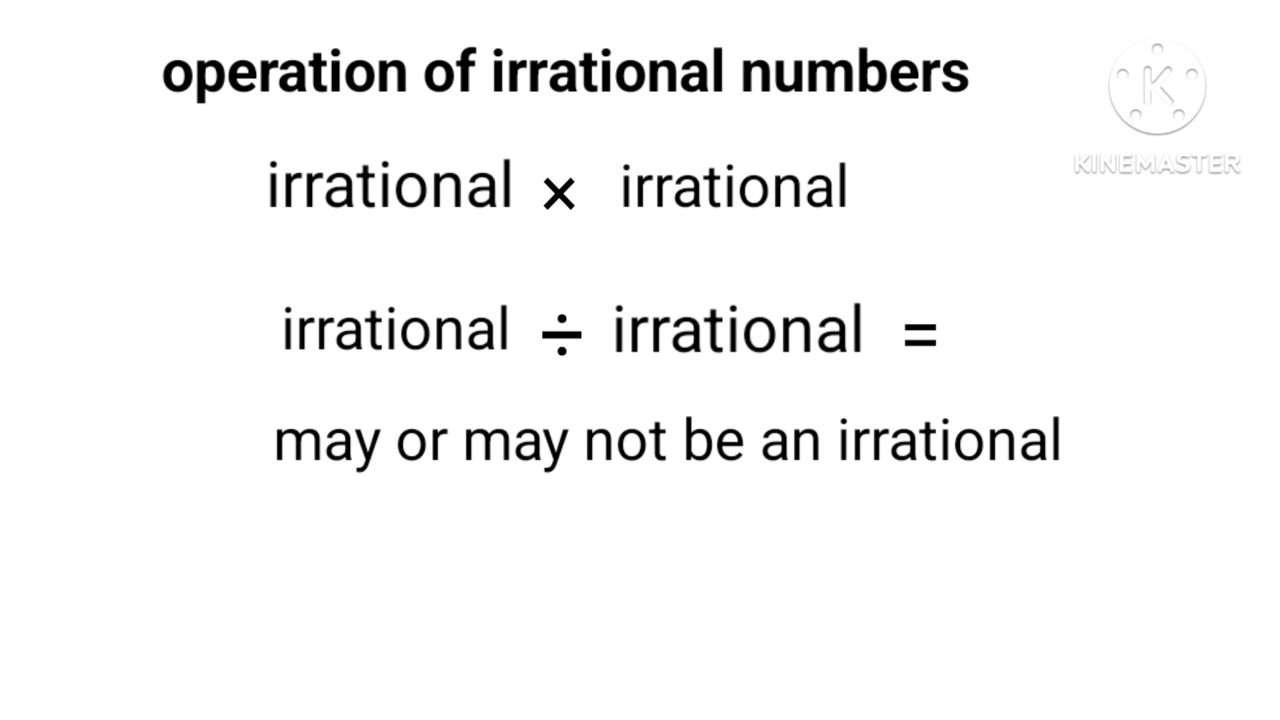 operation of irrational numbers
K
KINEMASTER
irrational × irrational
irrational ÷ irrational =
may or may not be an irrational